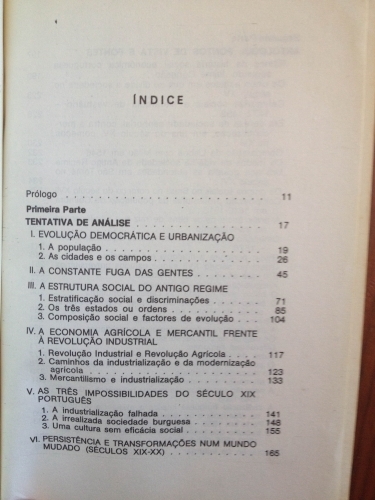 ÍNDICE
Prólogo . . . . . . . . . . . . . . . . . . . . 11
Primeira Parte
TENTATIVA DE ANÁLISE . . . . . . . . . . . . . . 17
I. EVOLUÇÃO DEMOCRÁTICA E URBANIZAÇÃO
1. A população . . . . . . . . . . . . . . . . 19
2. As cidades e os campos . . . . . . . . . . . 26
II. A CONSTANTE FUGA DAS GENTES . . . . . . . . 45
III. A ESTRUTURA SOCIAL DO ANTIGO REGIME
1. Estratificação social e discriminações . . . . 71
2. Os três estados ou ordens . . . . . . . . . 85
3. Composição social e factores de evolução . . . 104
IV. A ECONOMIA AGRÍCOLA E MERCANTIL FRENTE
À REVOLUÇÃO INDUSTRIAL
1. Revolução Industrial e Revolução Agrícola . . . 117
2. Caminhos da industrialização e da modernização
agrícola . . . . . . . . . . . . . . . . . . 123
3. Mercantilismo e industrialização . . . . . . . 133
V. AS TRÊS IMPOSSIBILIDADES DO SÉCULO XIX
PORTUGUÊS
1. A industrialização falhada . . . . . . . . . 141
2. A irrealizada sociedade burguesa . . . . . . . 148
3. Uma cultura sem eficácia social . . . . . . . 155
VI. PERSISTÊNCIA E TRANSFORMAÇÕES NUM MUNDO
MUDADO (SÉCULOS XIX-XX) . . . . . . . . . . . 165